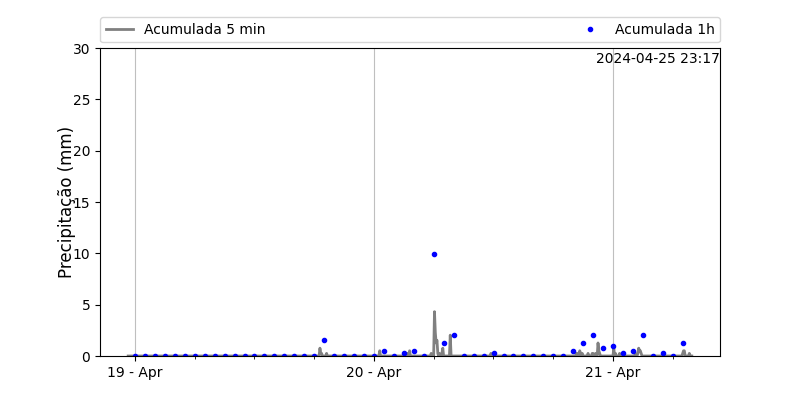 Acumulada 5 min
Acumulada 1h
2024-04-25 23:17
Precipitação (mm)
30
25
20
15
10
5
0
19 - Apr
20 - Apr
21 - Apr